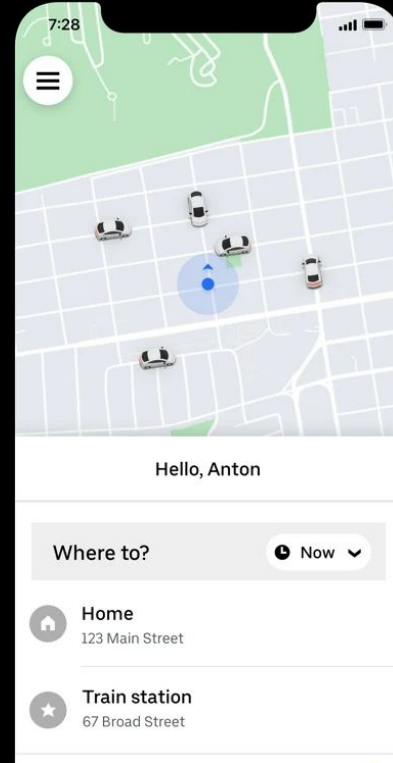 7:28
Hello, Anton
Where to?
Now
Home
123 Main Street
Train station
67 Broad Street